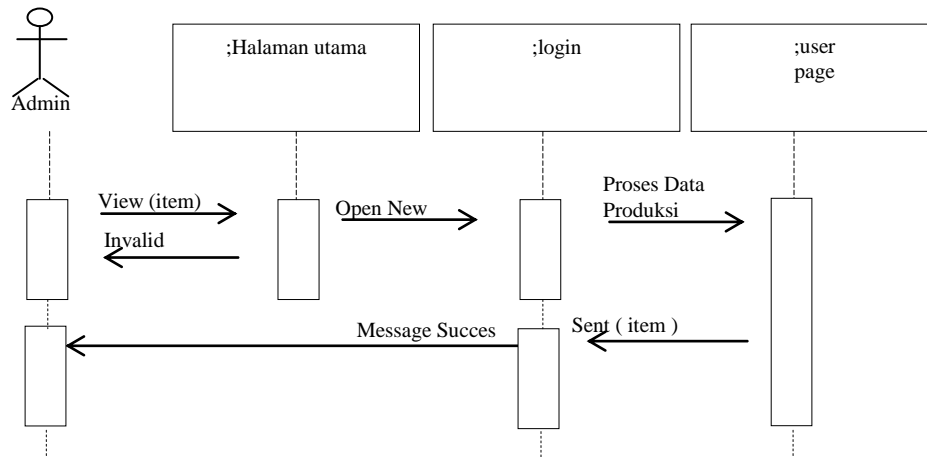 ;Halaman utama
;login
;user
page
Admin
View (item)
Open New
Proses Data
Produksi
Invalid
Message Succes
Sent ( item )